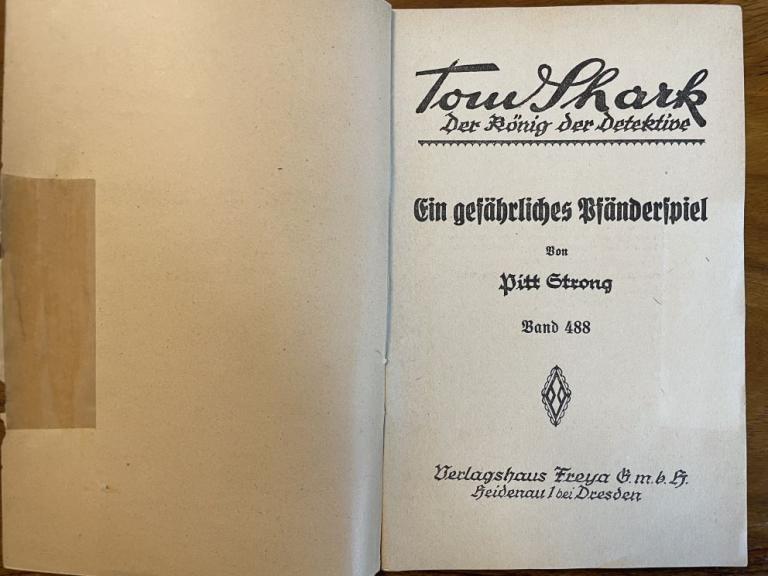 Tom Shark
Der König der Detektive
Ein gefährliches Pfänderspiel
Von
Pitt Strong
Band 488
Verlagshaus Freya G.m.b.H.
Heidenau 1 bei Dresden